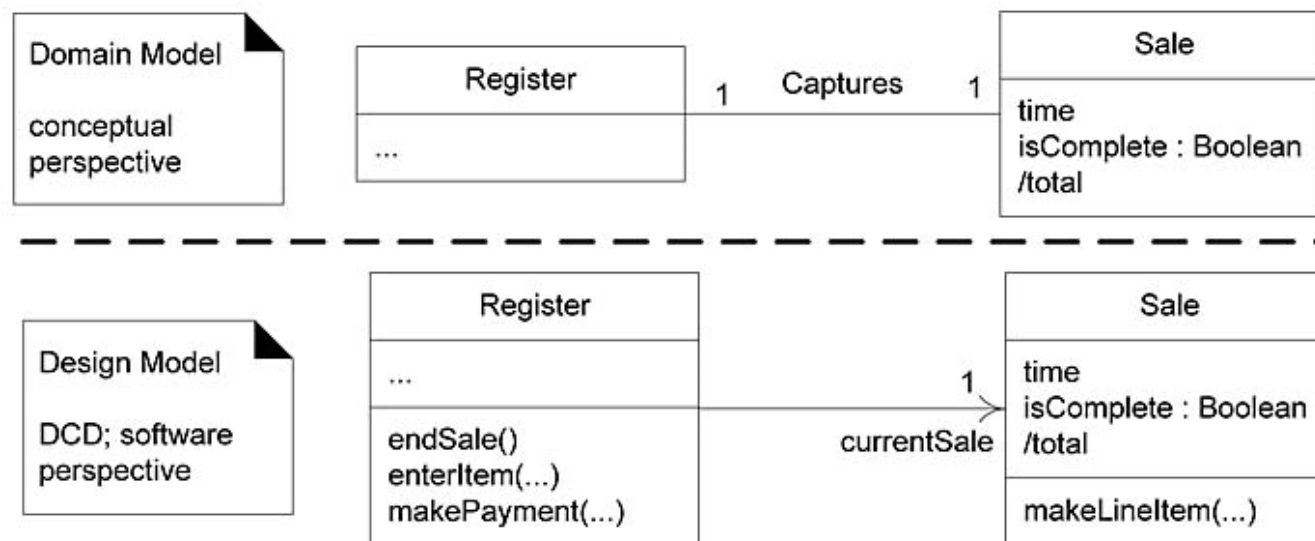 Domain Model
conceptual
perspective
Register
...
1
Captures
1
Sale
time
isComplete : Boolean
/total
Design Model
DCD; software
perspective
Register
...
endSale()
enterItem(...)
makePayment(...)
1
currentSale
Sale
time
isComplete : Boolean
/total
makeLineItem(...)